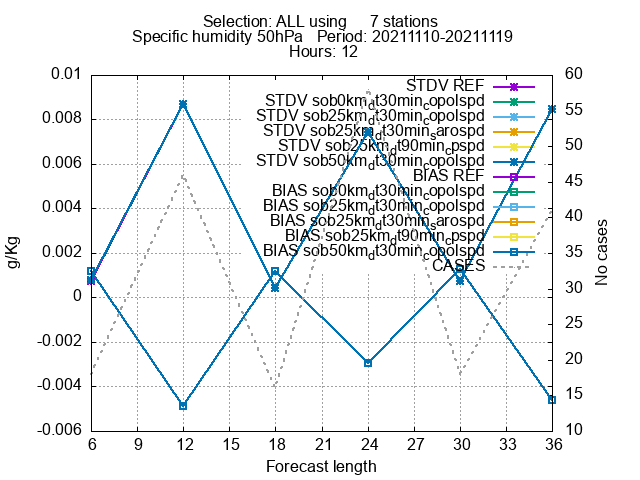 Selection: ALL using 7 stations
Specific humidity 50hPa Period: 20211110-20211119
Hours: 12
0.01
0.008
0.006
0.004
0.002
0
-0.002
-0.004
-0.006
g/Kg
STDV REF
STDV sob0km_dt30min_copolspd
STDV sob25km_dt30min_copolspd
STDV sob25km_dt30min_sarospd
STDV sob25km_dt90min_cpspd
STDV sob50km_dt30min_copolspd
BIAS REF
BIAS sob0km_dt30min_copolspd
BIAS sob25km_dt30min_copolspd
BIAS sob25km_dt30min_sarospd
BIAS sob25km_dt90min_cpspd
BIAS sob50km_dt30min_copolspd
CASES
60
55
50
45
40
35
30
25
20
15
10
No cases
6 9 12 15 18 21 24 27 30 33 36
Forecast length